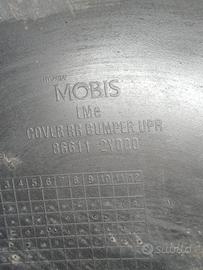 HYUNDAI
MOBIS
LMe
COVER RR BUMPER UPR
86611 2Y000
3 4 5 6 7 8 9 10 11 12
subito